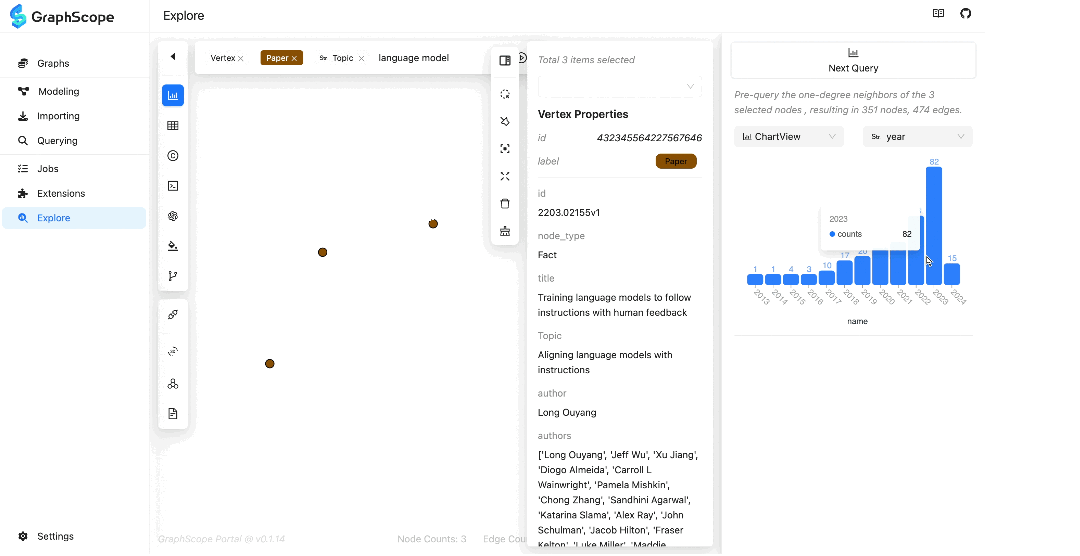 GraphScope
Explore
Graphs
Modeling
Importing
Querying
Jobs
Extensions
Explore
Settings
Vertex
Paper
Str Topic
language model
GraphScope Portal @ v0.1.14
Node Counts: 3
Edge Cou
Total 3 items selected
Vertex Properties
id 432345564227567646
label Paper
id
2203.02155v1
node_type
Fact
title
Training language models to follow
instructions with human feedback
Topic
Aligning language models with
instructions
author
Long Ouyang
authors
['Long Ouyang', 'Jeff Wu', 'Xu Jiang',
'Diogo Almeida', 'Carroll L
Wainwright', 'Pamela Mishkin',
'Chong Zhang', 'Sandhini Agarwal',
'Katarina Slama', 'Alex Ray', 'John
Schulman', 'Jacob Hilton', 'Fraser
Kelton', 'Luke Miller', 'Maddie
Next Query
Pre-query the one-degree neighbors of the 3
selected nodes , resulting in 351 nodes, 474 edges.
ChartView
Str year
82
2023
counts 82
1 1 4 3 10 17 20 15
2013 2014 2015 2016 2017 2018 2019 2020 2021 2022 2023 2024
name